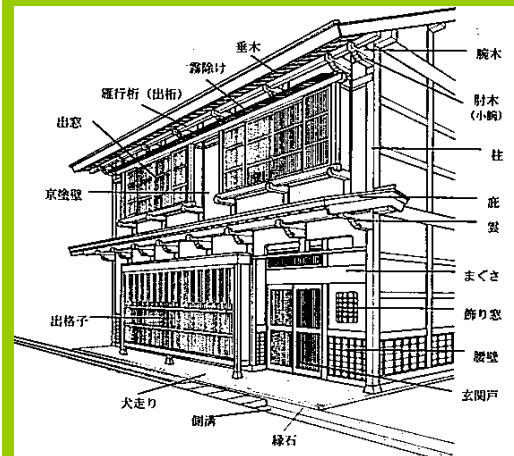 垂木
霧除け
雁行桁(出桁)
出窓
京塗壁
出格子
犬走り
側溝
縁石
腕木
肘木
(小腕)
柱
庇
雲
まぐさ
飾り窓
腰壁
玄関戸